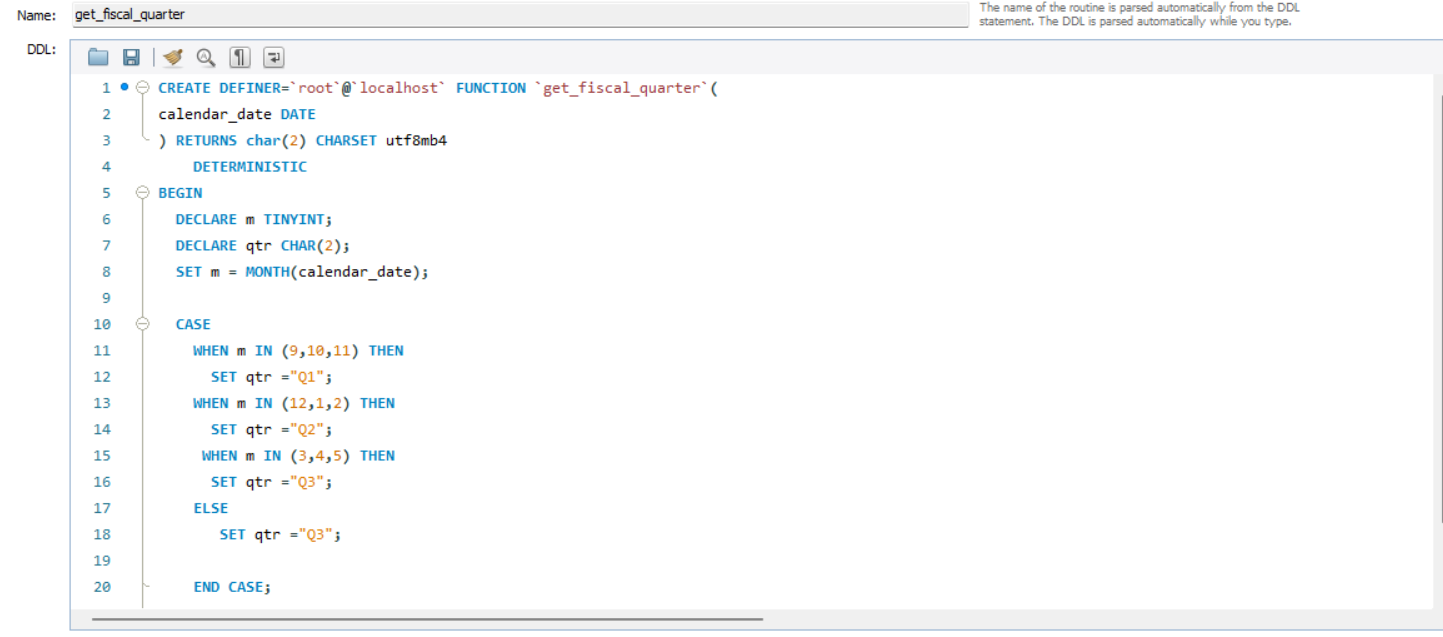 Name: get_fiscal_quarter
The name of the routine is parsed automatically from the DDL
statement. The DDL is parsed automatically while you type.
DDL:
1 CREATE DEFINER=`root`@`localhost` FUNCTION `get_fiscal_quarter`(
2 calendar_date DATE
3 ) RETURNS char(2) CHARSET utf8mb4
4 DETERMINISTIC
5 BEGIN
6 DECLARE m TINYINT;
7 DECLARE qtr CHAR(2);
8 SET m = MONTH(calendar_date);
9
10 CASE
11 WHEN m IN (9,10,11) THEN
12 SET qtr ="Q1";
13 WHEN m IN (12,1,2) THEN
14 SET qtr ="Q2";
15 WHEN m IN (3,4,5) THEN
16 SET qtr ="Q3";
17 ELSE
18 SET qtr ="Q3";
19
20 END CASE;